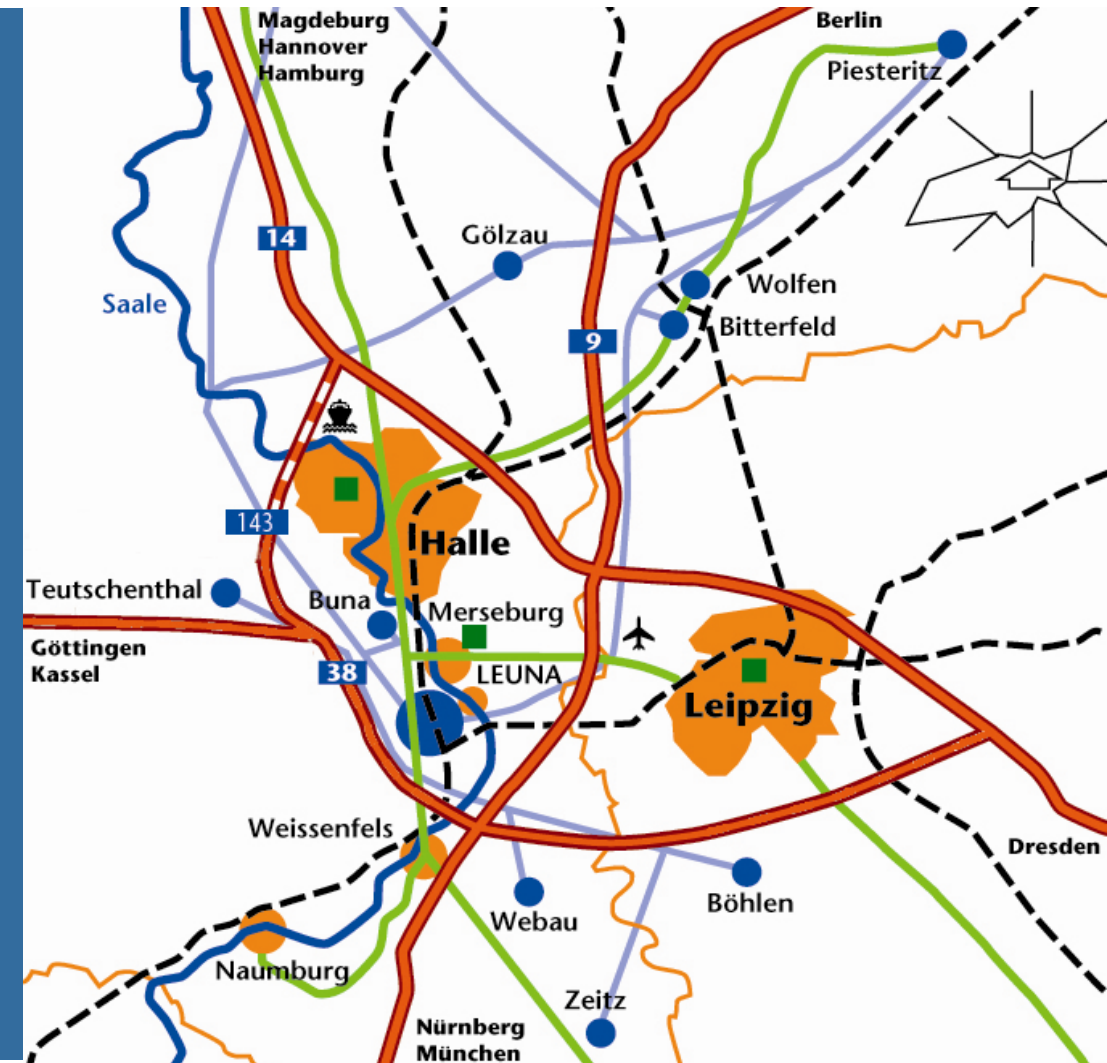 Magdeburg
Hannover
Hamburg
Berlin
Piesteritz
14
Gölzau
Saale
Wolfen
Bitterfeld
9
143
Halle
Teutschenthal
Buna
Merseburg
Göttingen
Kassel
38
LEUNA
Leipzig
Weissenfels
Dresden
Webau
Böhlen
Naumburg
Zeitz
Nürnberg
München